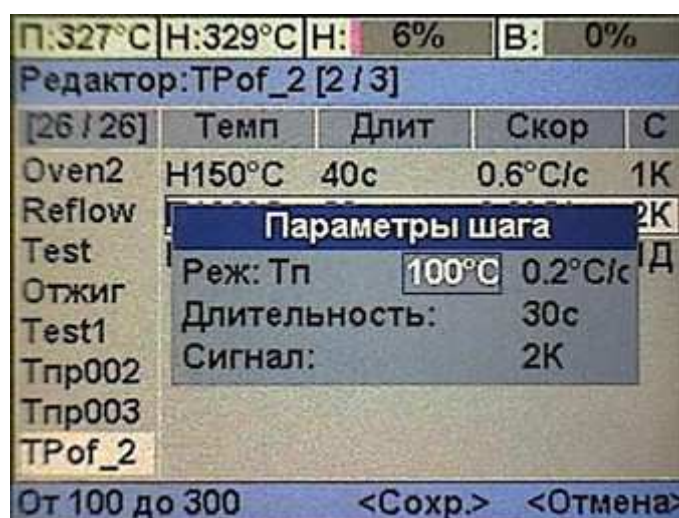 П:327°C H:329°C H: 6% B: 0%
Редактор:TPof_2 [2 / 3]
[26 / 26] Темп Длит Скор С
Oven2 H150°C 40с 0.6°C/с 1К
Reflow 2К
Параметры шага
Test 1Д
Реж: Тп 100°C 0.2°C/с
Отжиг
Длительность: 30с
Test1
Сигнал: 2К
Тпр002
Тпр003
TPof_2
От 100 до 300 <Сохр.> <Отмена>